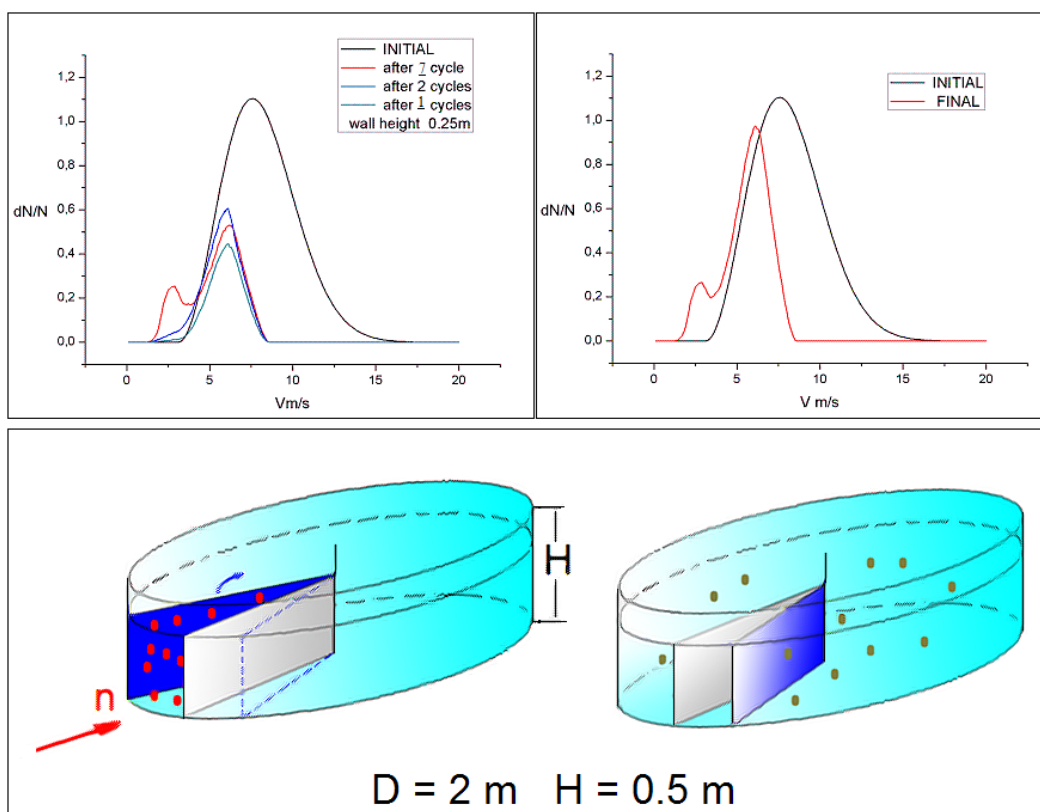 INITIAL
after 7 cycle
after 2 cycles
after 1 cycles
wall height 0.25m
1,2
1,0
0,8
dN/N
0,6
0,4
0,2
0,0
0 5 10 15 20
Vm/s
INITIAL
FINAL
1,2
1,0
0,8
dN/N
0,6
0,4
0,2
0,0
0 5 10 15 20
V m/s
H
n
D = 2 m H = 0.5 m